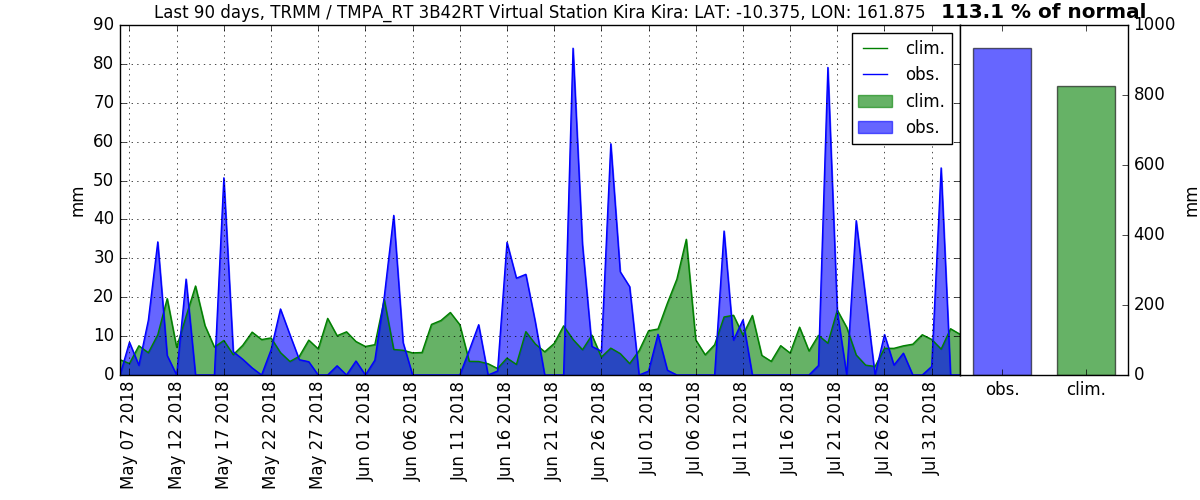 Last 90 days, TRMM / TMPA_RT 3B42RT Virtual Station Kira Kira: LAT: -10.375, LON: 161.875 113.1 % of normal
90
80
70
60
50
40
30
20
10
0
mm
clim.
obs.
clim.
obs.
May 07 2018
May 12 2018
May 17 2018
May 22 2018
May 27 2018
Jun 01 2018
Jun 06 2018
Jun 11 2018
Jun 16 2018
Jun 21 2018
Jun 26 2018
Jul 01 2018
Jul 06 2018
Jul 11 2018
Jul 16 2018
Jul 21 2018
Jul 26 2018
Jul 31 2018
1000
800
600
400
200
0
mm
obs.
clim.